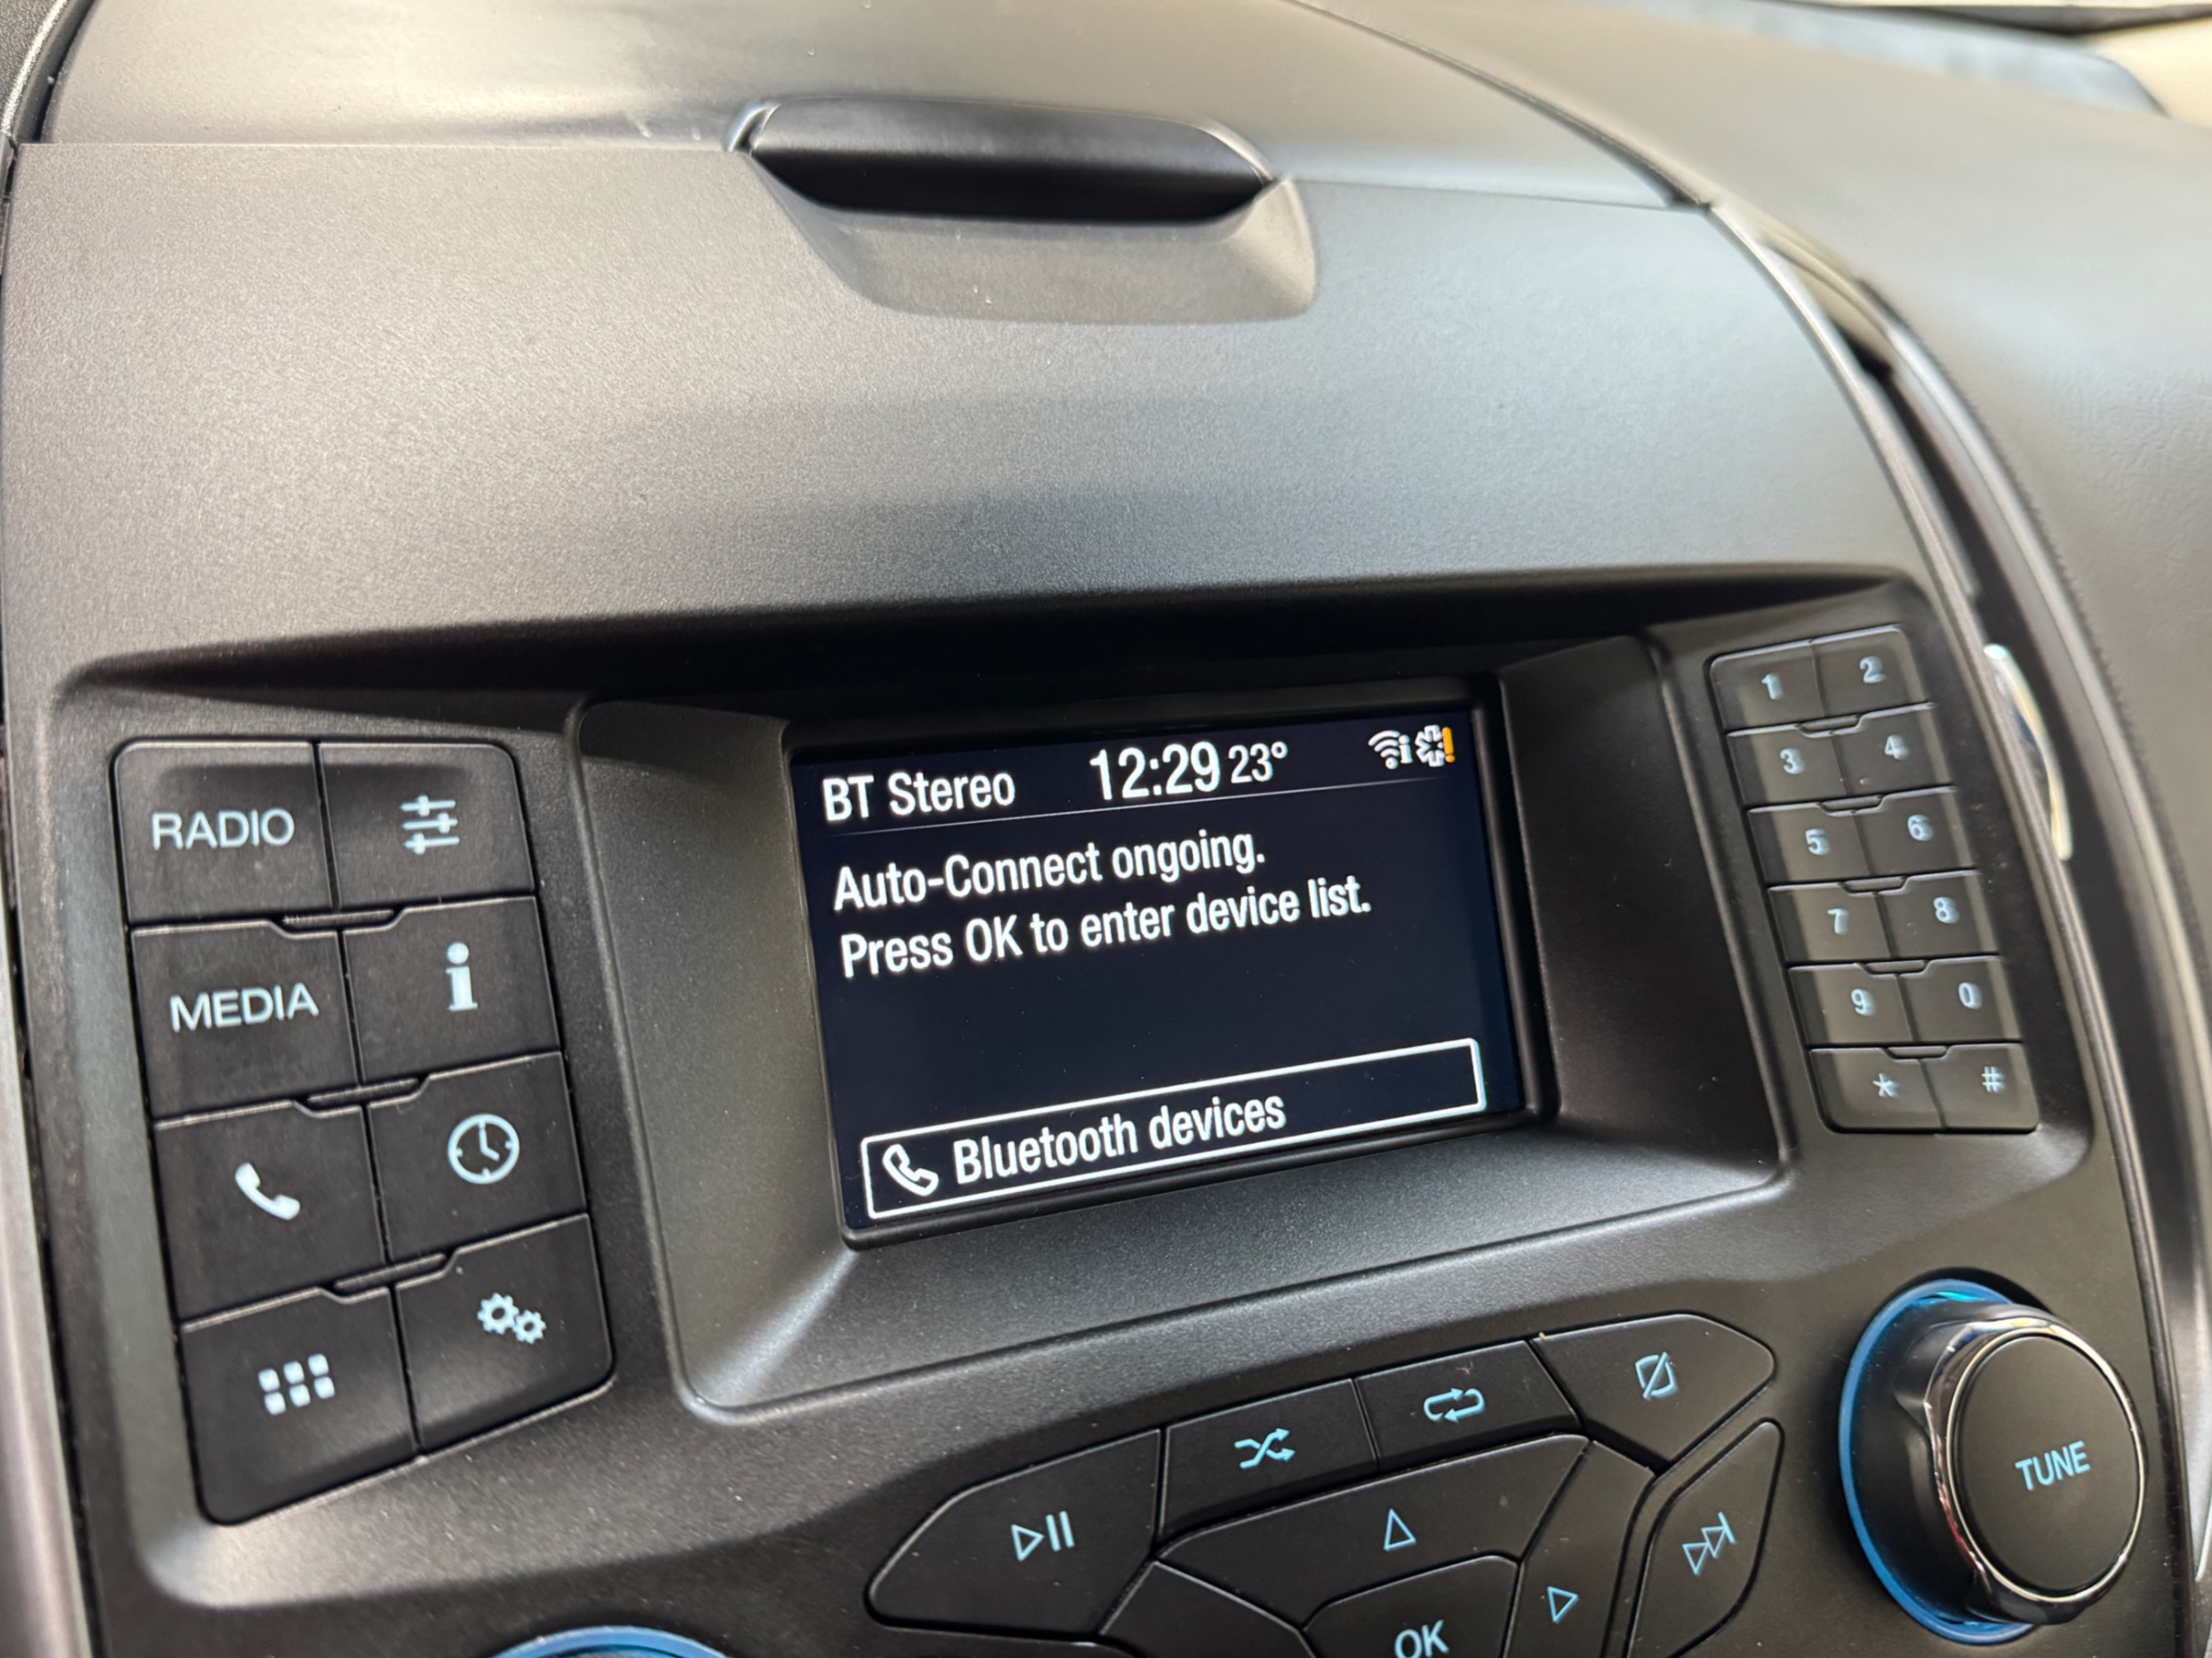 BT Stereo 12:29 23°
Auto-Connect ongoing.
Press OK to enter device list.
Bluetooth devices
RADIO
MEDIA
i
1 2
3 4
5 6
7 8
9 0
* #
TUNE
OK